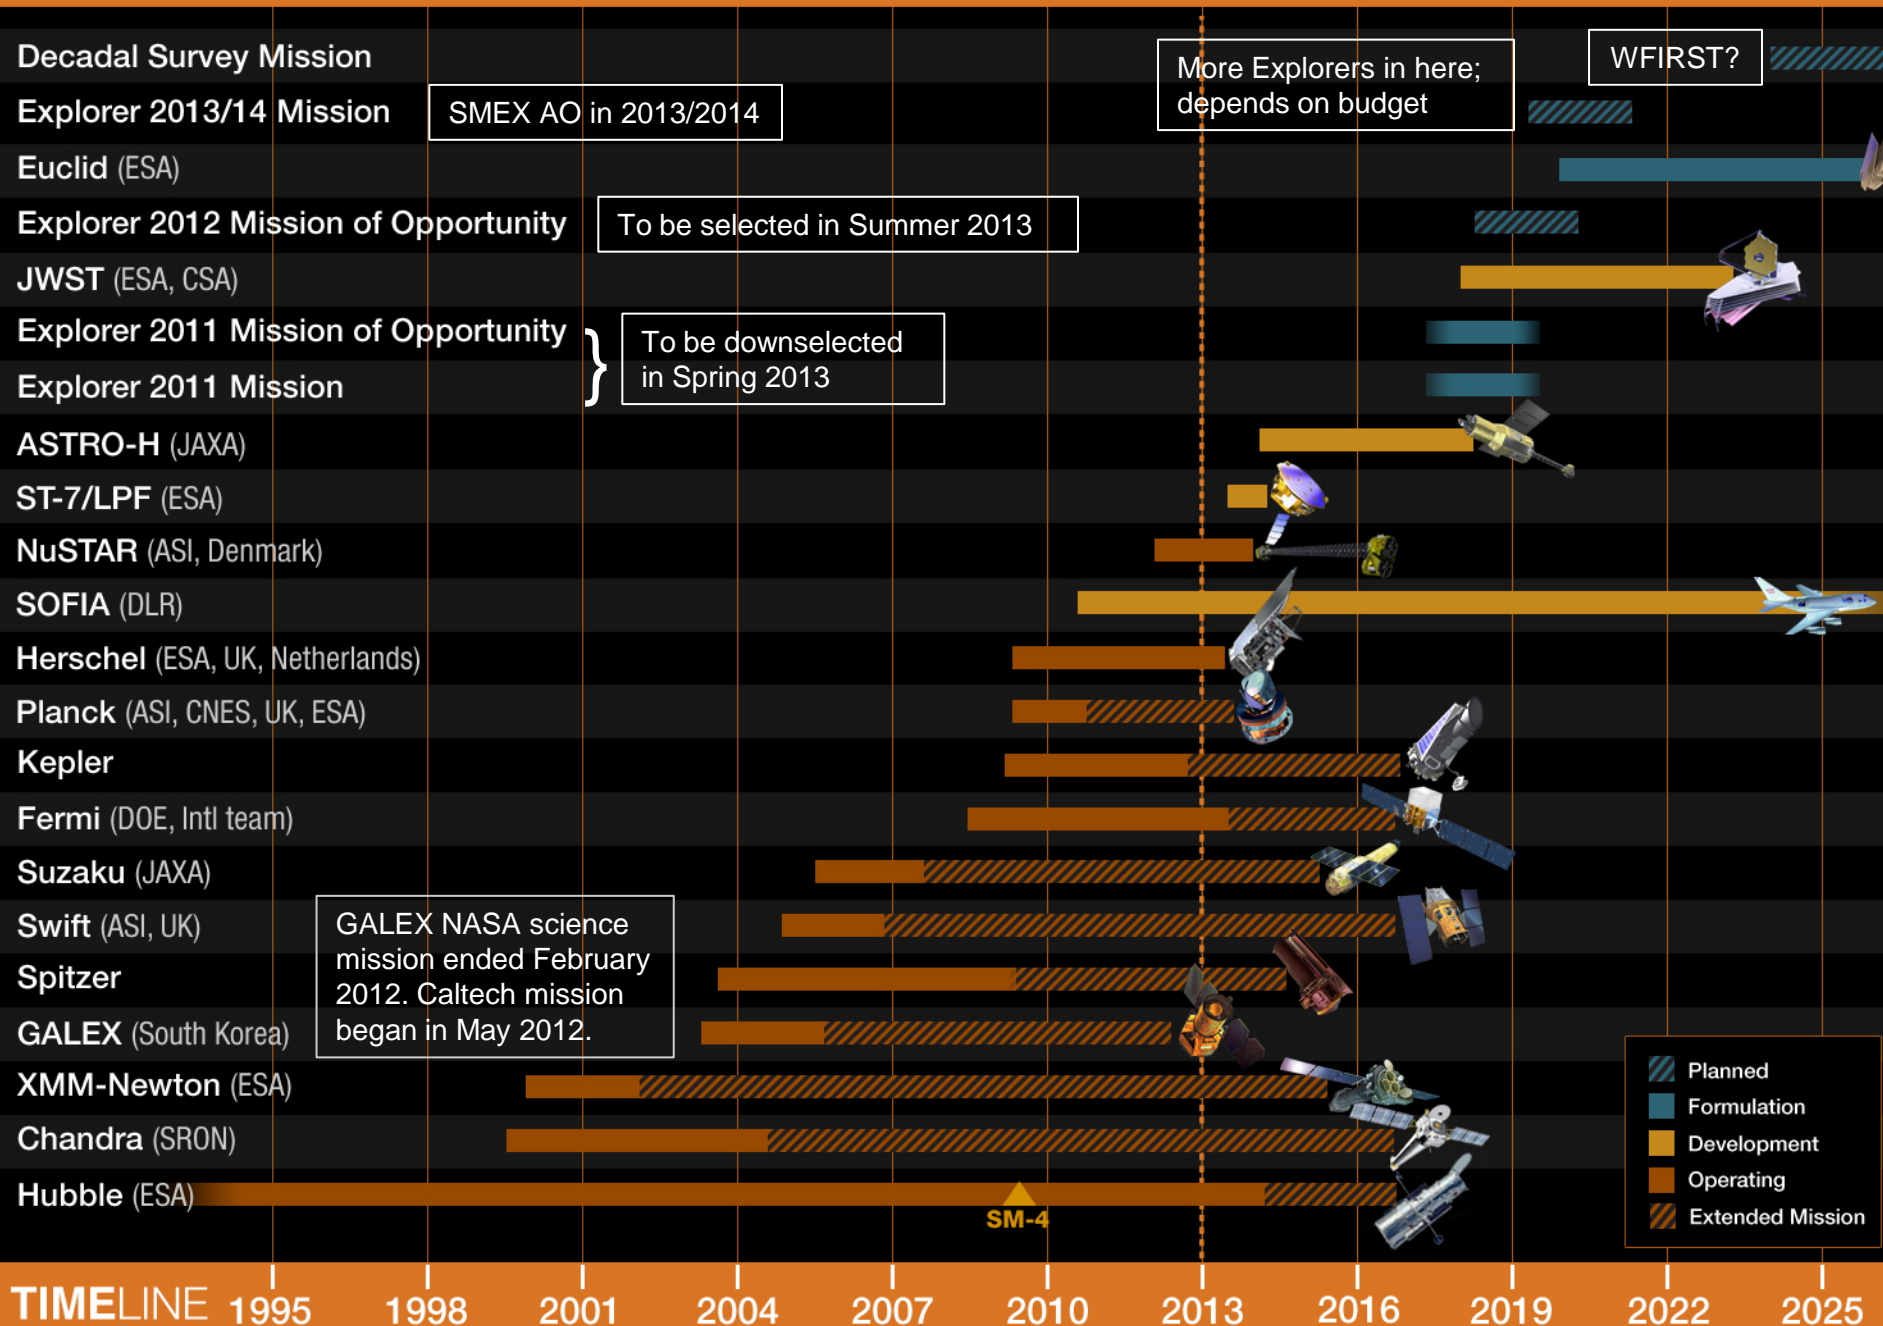 Decadal Survey Mission
More Explorers in here;
depends on budget
WFIRST?
Explorer 2013/14 Mission
SMEX AO in 2013/2014
Euclid (ESA)
Explorer 2012 Mission of Opportunity
To be selected in Summer 2013
JWST (ESA, CSA)
Explorer 2011 Mission of Opportunity
}
To be downselected
in Spring 2013
Explorer 2011 Mission
ASTRO-H (JAXA)
ST-7/LPF (ESA)
NuSTAR (ASI, Denmark)
SOFIA (DLR)
Herschel (ESA, UK, Netherlands)
Planck (ASI, CNES, UK, ESA)
Kepler
Fermi (DOE, Intl team)
Suzaku (JAXA)
Swift (ASI, UK)
GALEX NASA science
mission ended February
2012. Caltech mission
began in May 2012.
Spitzer
GALEX (South Korea)
XMM-Newton (ESA)
Chandra (SRON)
Hubble (ESA)
SM-4
Planned
Formulation
Development
Operating
Extended Mission
TIMELINE 1995 1998 2001 2004 2007 2010 2013 2016 2019 2022 2025